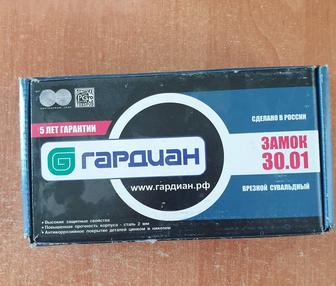 5 ЛЕТ ГАРАНТИИ
СДЕЛАНО В РОССИИ
ГАРДИАН
ЗАМОК
30.01
www.гардиан.рф
ВРЕЗНОЙ СУВАЛЬДНЫЙ
• Высокие защитные свойства
• Повышенная прочность корпуса - сталь 2 мм
• Антикоррозийное покрытие деталей цинком и никелем